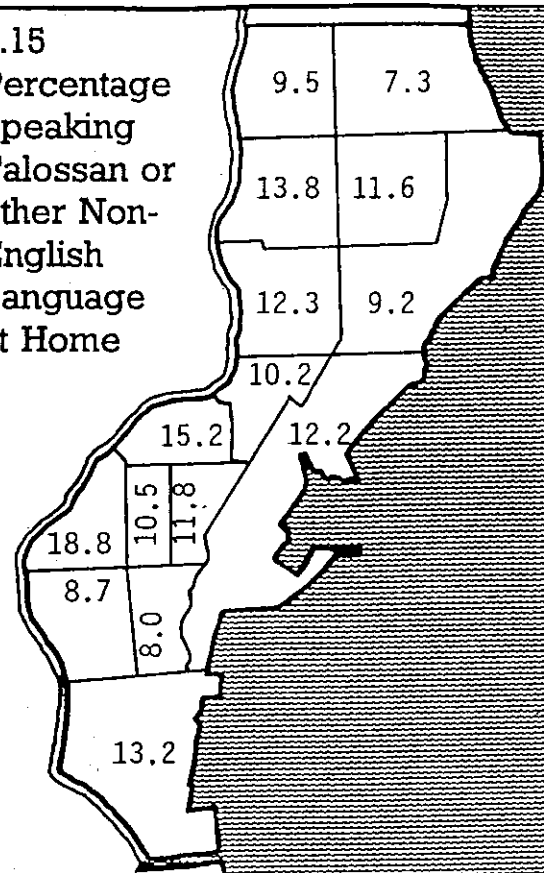 .15
Percentage
peaking
alossan or
ther Non-
English
anguage
t Home
9.5 7.3
13.8 11.6
12.3 9.2
10.2
15.2 12.2
10.5 11.8
18.8
8.7
8.0
13.2